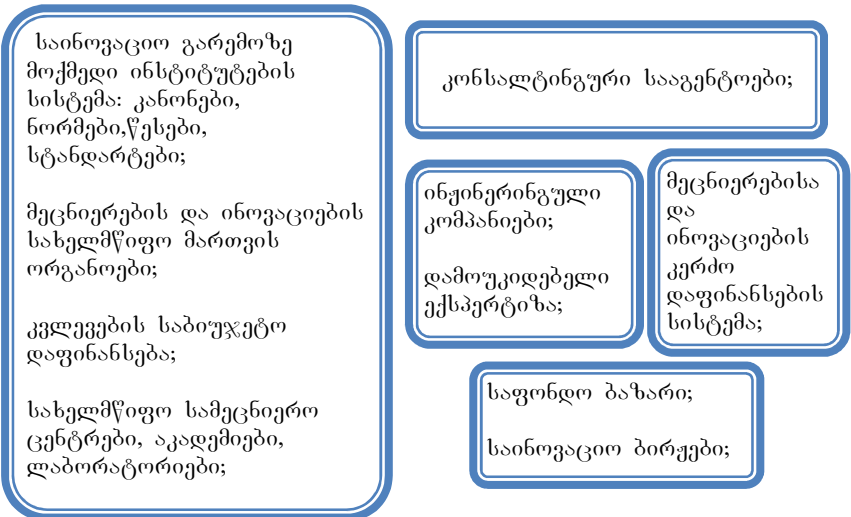 საინოვაციო გარემოზე
მოქმედი ინსტიტუტების
სისტემა: კანონები,
ნორმები,წესები,
სტანდარტები;
მეცნიერების და ინოვაციების
სახელმწიფო მართვის
ორგანოები;
კვლევების საბიუჯეტო
დაფინანსება;
სახელმწიფო სამეცნიერო
ცენტრები, აკადემიები,
ლაბორატორიები;
კონსალტინგური სააგენტოები;
ინჟინერინგული
კომპანიები;
დამოუკიდებელი
ექსპერტიზა;
მეცნიერებისა
და
ინოვაციების
კერძო
დაფინანსების
სისტემა;
საფონდო ბაზარი;
საინოვაციო ბირჟები;